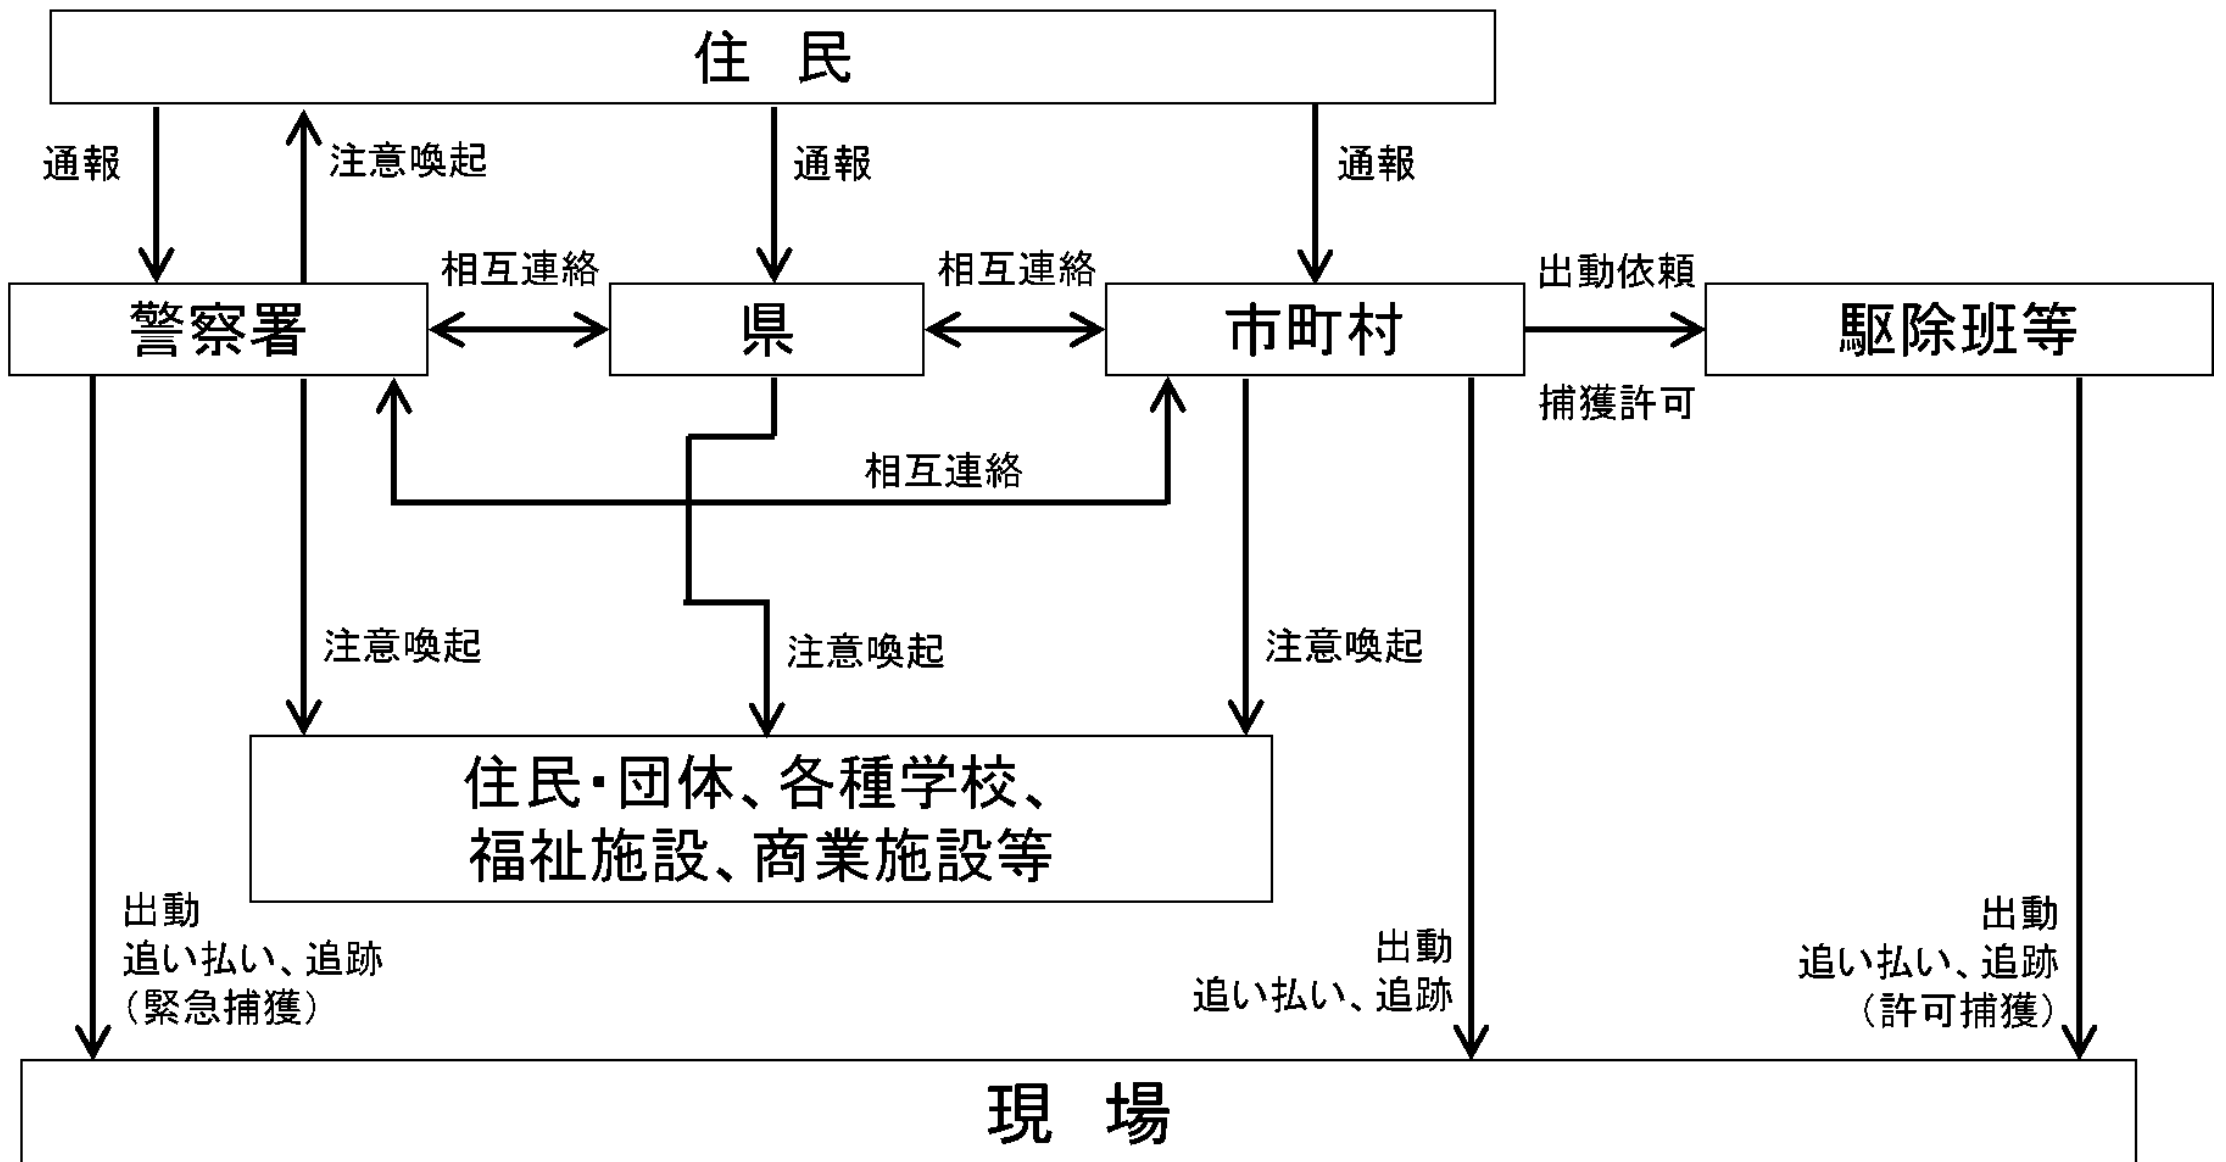 住　民
通報
注意喚起
通報
通報
相互連絡
相互連絡
出動依頼
警察署
県
市町村
駆除班等
捕獲許可
相互連絡
注意喚起
注意喚起
注意喚起
住民・団体、各種学校、
福祉施設、商業施設等
出動
追い払い、追跡
（緊急捕獲）
出動
追い払い、追跡
出動
追い払い、追跡
（許可捕獲）
現　場